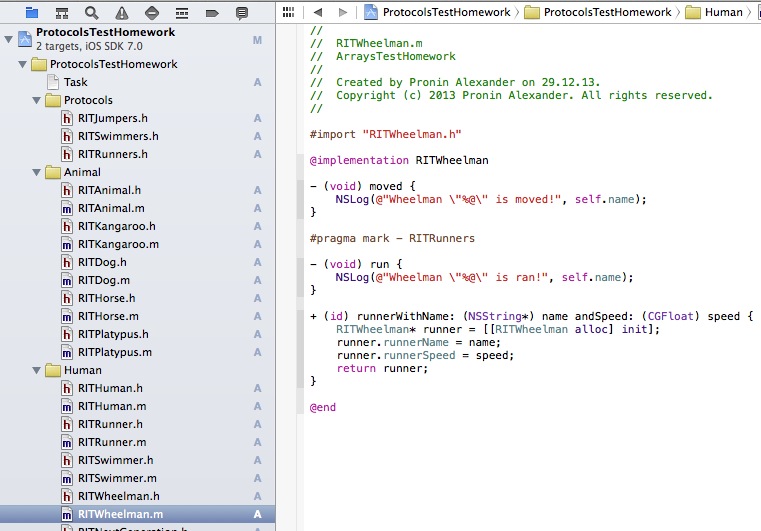 ProtocolsTestHomework
M
2 targets, iOS SDK 7.0
ProtocolsTestHomework
Task
A
Protocols
RITJumpers.h
A
RITSwimmers.h
A
RITRunners.h
A
Animal
RITAnimal.h
A
RITAnimal.m
A
RITKangaroo.h
A
RITKangaroo.m
A
RITDog.h
A
RITDog.m
A
RITHorse.h
A
RITHorse.m
A
RITPlatypus.h
A
RITPlatypus.m
A
Human
RITHuman.h
A
RITHuman.m
A
RITRunner.h
A
RITRunner.m
A
RITSwimmer.h
A
RITSwimmer.m
A
RITWheelman.h
A
RITWheelman.m
A
RITNextGeneration.h
ProtocolsTestHomework
ProtocolsTestHomework
Human
//
//  RITWheelman.m
//  ArraysTestHomework
//
//  Created by Pronin Alexander on 29.12.13.
//  Copyright (c) 2013 Pronin Alexander. All rights reserved.
//
#import "RITWheelman.h"
@implementation RITWheelman
- (void) moved {
NSLog(@"Wheelman \"%@\" is moved!", self.name);
}
#pragma mark - RITRunners
- (void) run {
NSLog(@"Wheelman \"%@\" is ran!", self.name);
}
+ (id) runnerWithName: (NSString*) name andSpeed: (CGFloat) speed {
RITWheelman* runner = [[RITWheelman alloc] init];
runner.runnerName = name;
runner.runnerSpeed = speed;
return runner;
}
@end